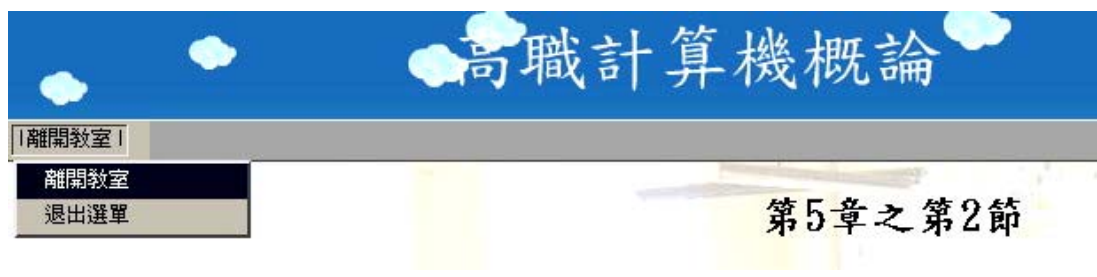 高職計算機概論
|離開教室|
離開教室
退出選單
第5章之第2節